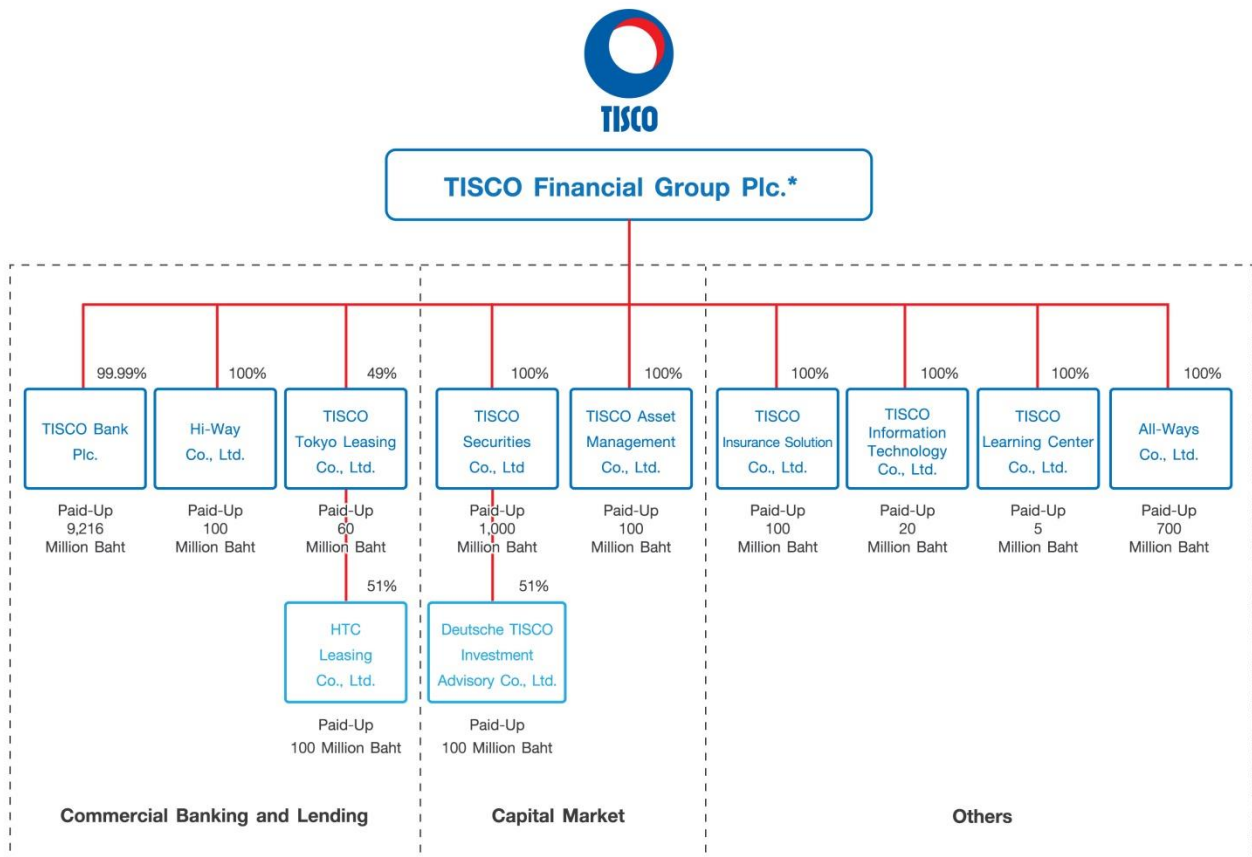 TISCO
TISCO Financial Group Plc.*
99.99%
TISCO Bank
Plc.
Paid-Up
9,216
Million Baht
100%
Hi-Way
Co., Ltd.
Paid-Up
100
Million Baht
49%
TISCO
Tokyo Leasing
Co., Ltd.
Paid-Up
60
Million Baht
51%
HTC
Leasing
Co., Ltd.
Paid-Up
100 Million Baht
Commercial Banking and Lending
100%
TISCO
Securities
Co., Ltd
Paid-Up
1,000
Million Baht
51%
Deutsche TISCO
Investment
Advisory Co., Ltd.
Paid-Up
100 Million Baht
100%
TISCO Asset
Management
Co., Ltd.
Paid-Up
100
Million Baht
Capital Market
100%
TISCO
Insurance Solution
Co., Ltd.
Paid-Up
100
Million Baht
100%
TISCO
Information
Technology
Co., Ltd.
Paid-Up
20
Million Baht
100%
TISCO
Learning Center
Co., Ltd.
Paid-Up
5
Million Baht
100%
All-Ways
Co., Ltd.
Paid-Up
700
Million Baht
Others